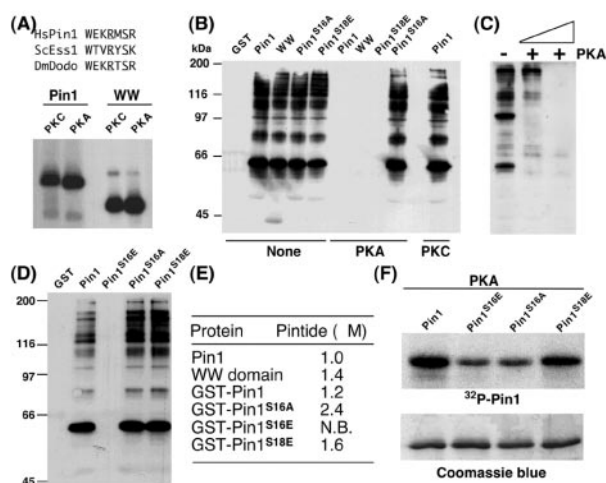 (A)
HsPin1 WEKRMSR
ScEss1 WTVRYSK
DmDodo WEKRTSR
Pin1 WW
PKC PKA PKC PKA
(B)
kDa
GST Pin1 WW Pin1S16A Pin1S18E Pin1 WW Pin1S18E Pin1S16A Pin1
200
116
97
66
45
None PKA PKC
(C)
- + + PKA
(D)
GST Pin1 Pin1S16E Pin1S16A Pin1S18E
200
116
97
66
45
(E)
Protein Pintide ( M)
Pin1 1.0
WW domain 1.4
GST-Pin1 1.2
GST-Pin1S16A 2.4
GST-Pin1S16E N.B.
GST-Pin1S18E 1.6
(F)
PKA
Pin1 Pin1S16E Pin1S16A Pin1S18E
32P-Pin1
Coomassie blue